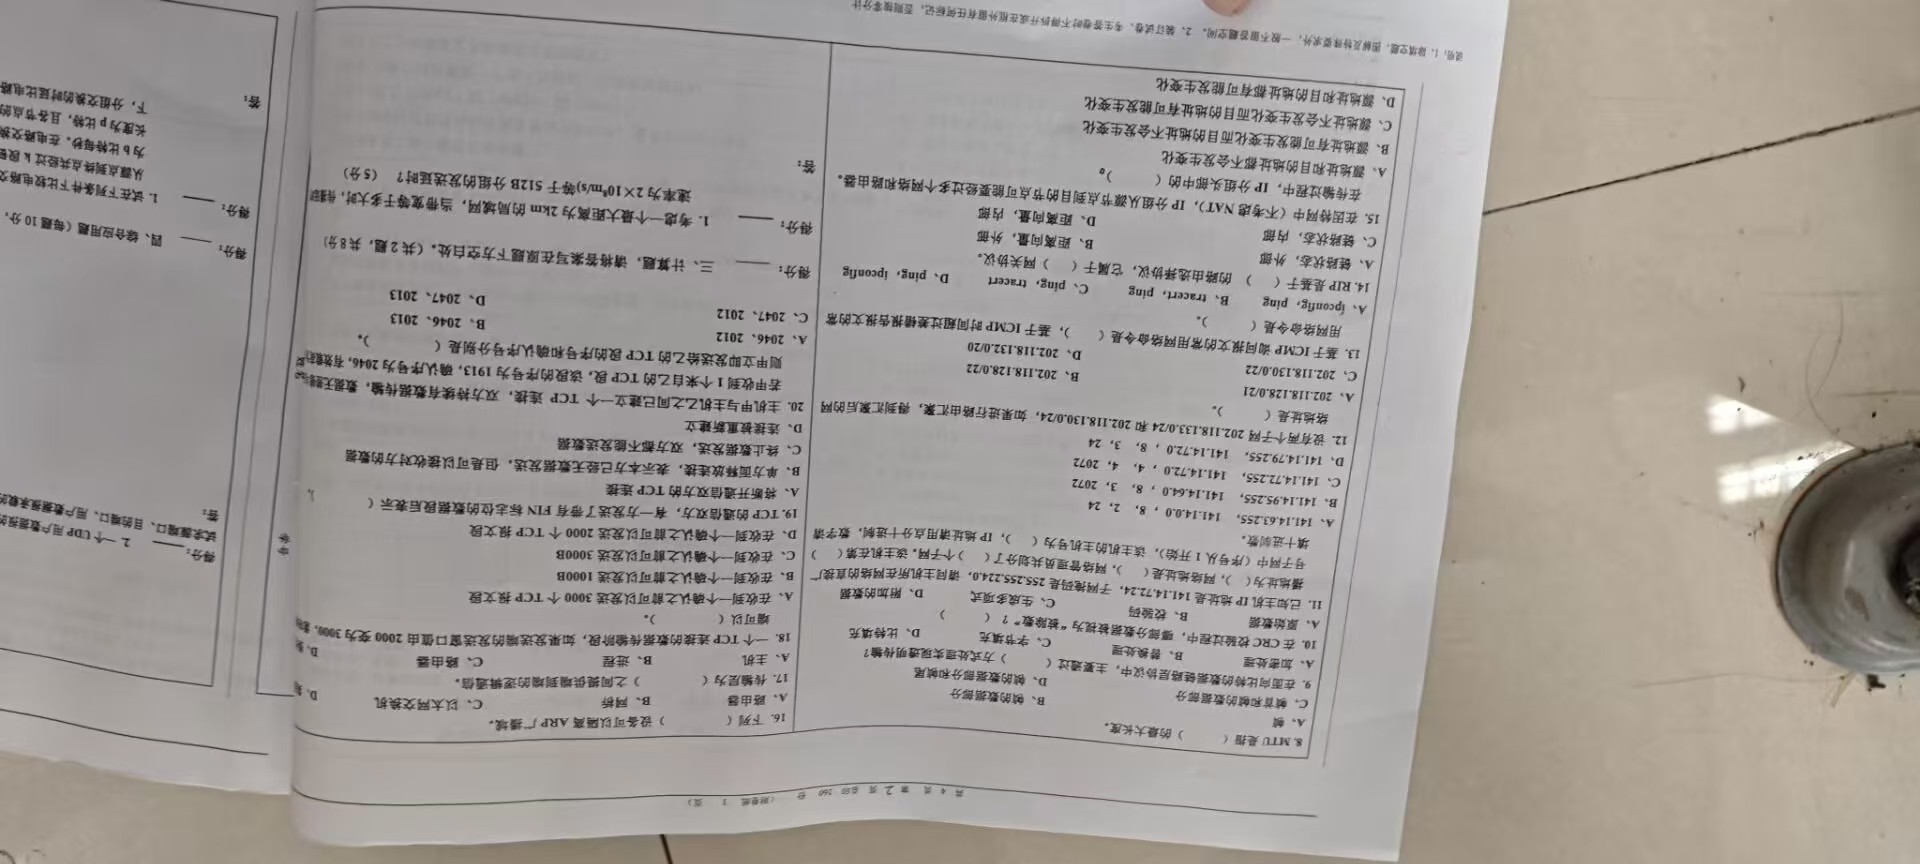 共 4 页 第 2 页 总印 260 份 (附卷纸 1 页)
8. MTU 是指（ ）的最大长度。
A、帧
B、帧的数据部分
C、帧首和帧的数据部分
D、帧的数据部分和帧尾
9. 在面向比特的数据链路层协议中，主要通过（ ）方式处理实现透明传输？
A、加密处理 B、替换处理 C、字节填充 D、比特填充
10. 在 CRC 校验过程中，哪部分数据被视为“被除数”？（ ）
A、原始数据 B、校验码 C、生成多项式 D、附加的数据
11. 已知主机 IP 地址是 141.14.72.24，子网掩码是 255.255.224.0，请问主机所在网络的直接广
播地址为（ ），网络地址是（ ），网络管理员共划分了（ ）个子网。该主机在第（ ）
号子网中（序号从 1 开始），该主机的主机号为（ ），IP 地址请用点分十进制，数字请
填十进制数。
A、141.14.63.255， 141.14.0.0 ，8， 2，24
B、141.14.95.255， 141.14.64.0 ，8， 3，2072
C、141.14.72.255， 141.14.72.0 ，4， 4，2072
D、141.14.79.255， 141.14.72.0 ，8， 3，24
12. 设有两个子网 202.118.133.0/24 和 202.118.130.0/24，如果进行路由汇聚，得到汇聚后的网
络地址是（ ）。
A、202.118.128.0/21 B、202.118.128.0/22
C、202.118.130.0/22 D、202.118.132.0/20
13. 基于 ICMP 询问报文的常用网络命令是（ ），基于 ICMP 时间超过差错报告报文的常
用网络命令是（ ）。
A、ipconfig，ping B、tracert，ping C、ping，tracert D、ping，ipconfig
14. RIP 是基于（ ）的路由选择协议，它属于（ ）网关协议。
A、链路状态，外部 B、距离向量，外部
C、链路状态，内部 D、距离向量，内部
15. 在因特网中（不考虑 NAT），IP 分组从源节点到目的节点可能要经过多个网络和路由器。
在传输过程中，IP 分组头部中的（ ）。
A、源地址和目的地址都不会发生变化
B、源地址有可能发生变化而目的地址不会发生变化
C、源地址不会发生变化而目的地址有可能发生变化
D、源地址和目的地址都有可能发生变化
16. 下列（ ）设备可以隔离 ARP 广播域。
A、路由器 B、网桥 C、以太网交换机 D、
17. 传输层为（ ）之间提供端到端的逻辑通信。
A、主机 B、进程 C、路由器 D、
18. 一个 TCP 连接的数据传输阶段，如果发送端的发送窗口值由 2000 变为 3000，
端可以（ ）。
A、在收到一个确认之前可以发送 3000 个 TCP 报文段
B、在收到一个确认之前可以发送 1000B
C、在收到一个确认之前可以发送 3000B
D、在收到一个确认之前可以发送 2000 个 TCP 报文段
19. TCP 的通信双方，有一方发送了带有 FIN 标志位的数据段后表示（ ）。
A、将断开通信双方的 TCP 连接
B、单方面释放连接，表示本方已经无数据发送，但是可以接收对方的数据
C、终止数据发送，双方都不能发送数据
D、连接被重新建立
20. 主机甲与主机乙之间已建立一个 TCP 连接，双方持续有数据传输，数据无
若甲收到 1 个来自乙的 TCP 段，该段的序号为 1913，确认序号为 2046，有效
则甲立即发送给乙的 TCP 段的序号和确认序号分别是（ ）。
A、2046、2012 B、2046、2013
C、2047、2012 D、2047、2013
得分：____ 三、计算题，请将答案写在原题下方空白处。（共 2 题，共 8 分）
得分：____ 1. 考虑一个最大距离为 2km 的局域网，当带宽等于多大时，传播
速率为 2×10⁸m/s)等于 512B 分组的发送延时？（5 分）
答：
说明：1、除填空题、图解及特殊要求外，一般不留答题空间。 2、装订试卷、考生答卷时不得拆开或在框外留有任何标记，否则按零分计
得分：____ 2. 一个 UDP 用户数据报的
试求源端口、目的端口、用户数据报承载的
答：
得分：____ 四、综合应用题（每题 10 分，
得分：____ 1. 试在下列条件下比较电路交
从源点到终点共经过 k 段链
为 b 比特每秒。在电路交换
长度为 p 比特，且各节点的
下，分组交换的时延比电路
答：